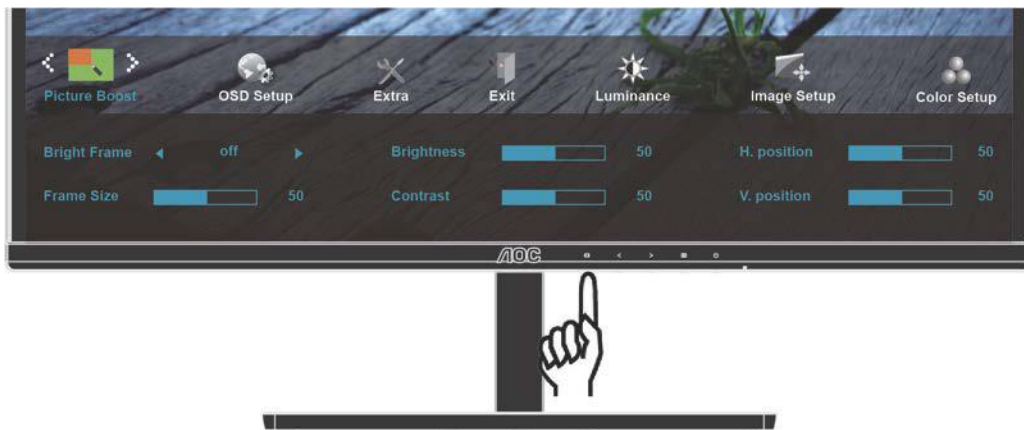 Picture Boost OSD Setup Extra Exit Luminance Image Setup Color Setup
Bright Frame off Brightness 50 H. position 50
Frame Size 50 Contrast 50 V. position 50
AOC